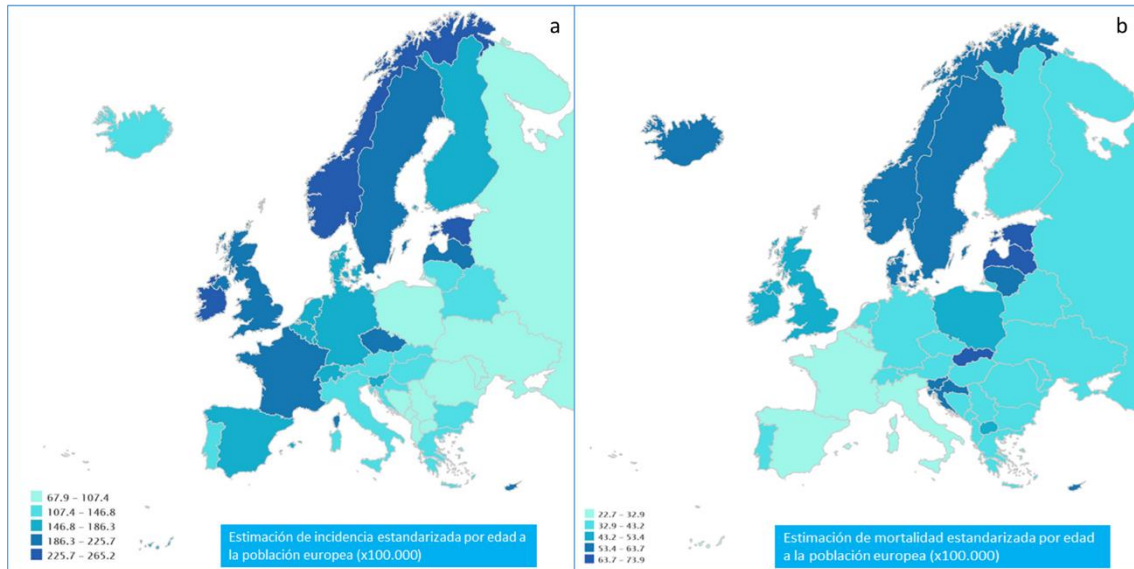 a
67.9 – 107.4
107.4 – 146.8
146.8 – 186.3
186.3 – 225.7
225.7 – 265.2
Estimación de incidencia estandarizada por edad a
la población europea (x100.000)
b
22.7 – 32.9
32.9 – 43.2
43.2 – 53.4
53.4 – 63.7
63.7 – 73.9
Estimación de mortalidad estandarizada por edad
a la población europea (x100.000)